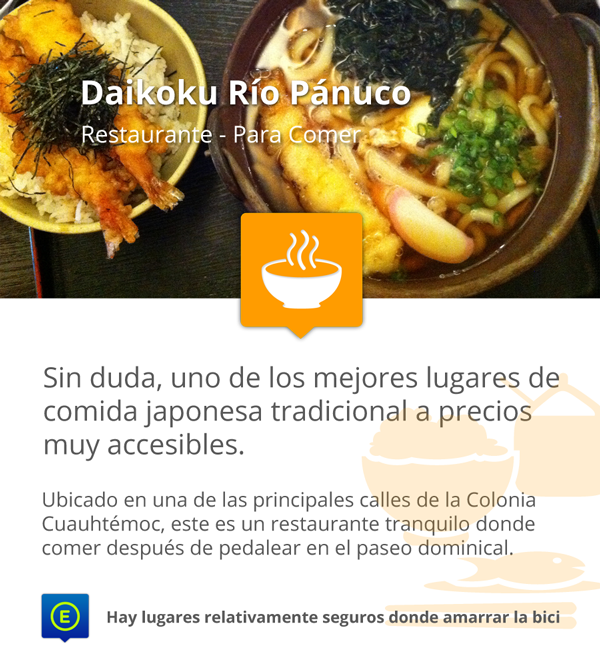 Daikoku Río Pánuco
Restaurante - Para Comer
Sin duda, uno de los mejores lugares de
comida japonesa tradicional a precios
muy accesibles.
Ubicado en una de las principales calles de la Colonia
Cuauhtémoc, este es un restaurante tranquilo donde
comer después de pedalear en el paseo dominical.
E
Hay lugares relativamente seguros donde amarrar la bici